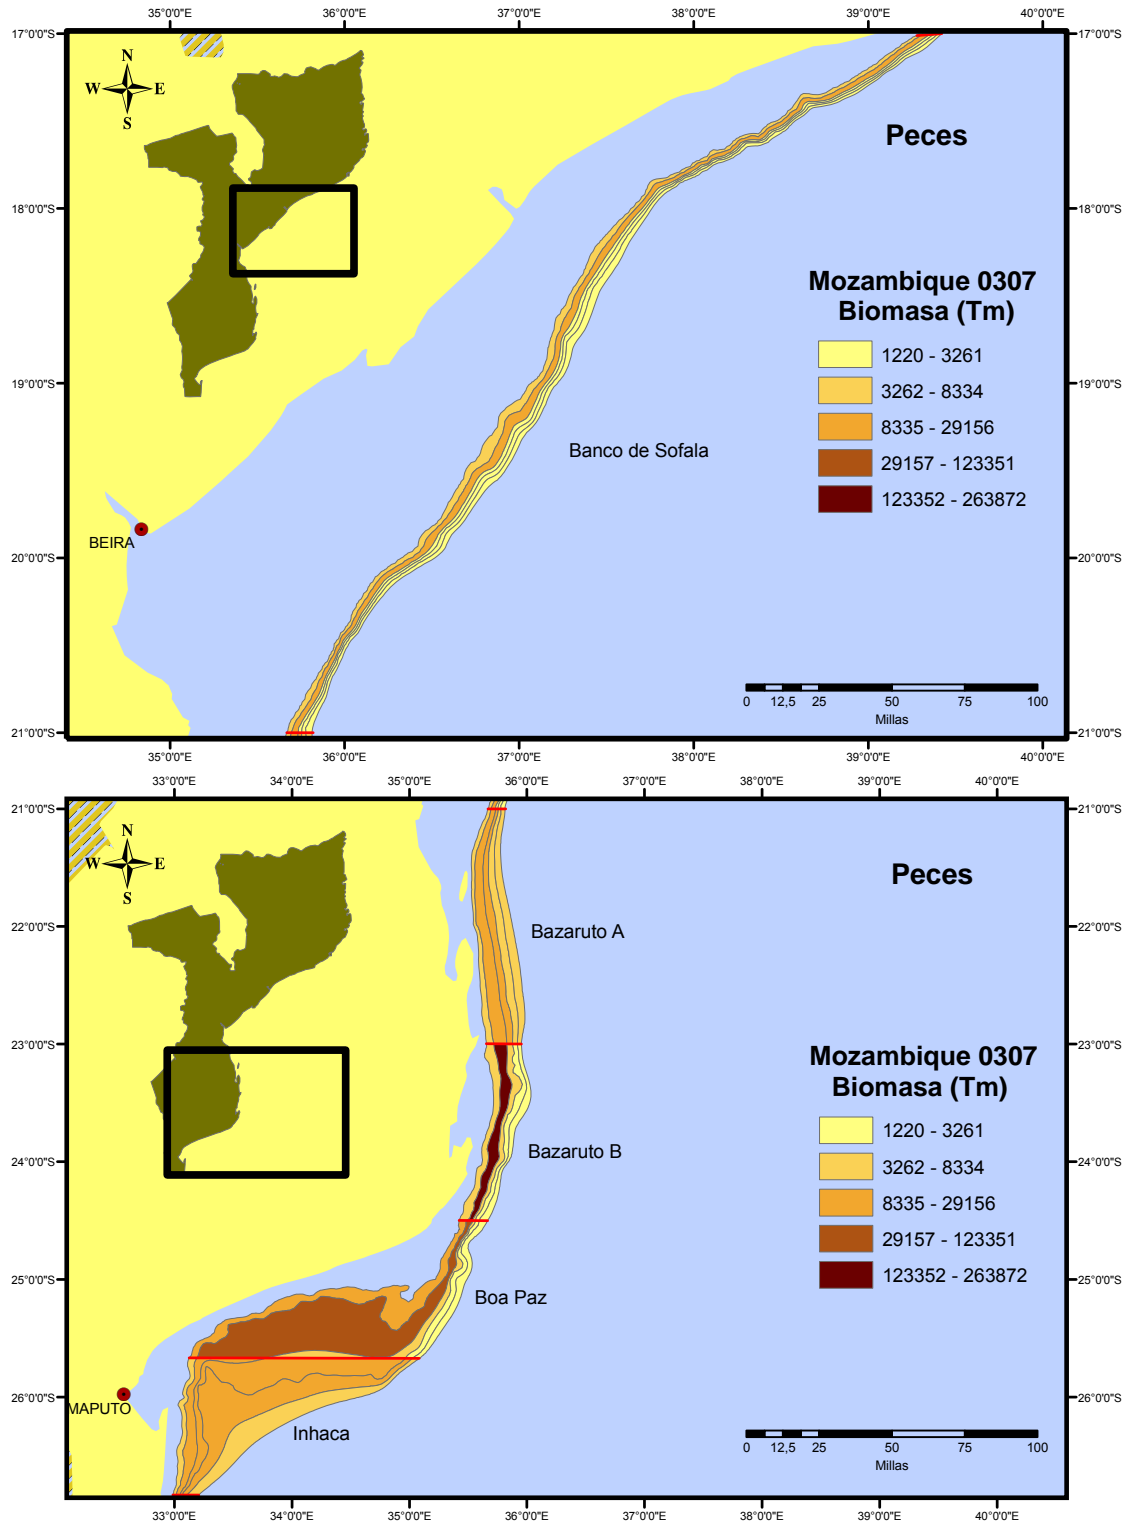 35°0'0"E 36°0'0"E 37°0'0"E 38°0'0"E 39°0'0"E 40°0'0"E
17°0'0"S 17°0'0"S
N
W E
S
Peces
18°0'0"S 18°0'0"S
Mozambique 0307
Biomasa (Tm)
1220 - 3261
3262 - 8334
8335 - 29156
29157 - 123351
123352 - 263872
19°0'0"S 19°0'0"S
Banco de Sofala
BEIRA
20°0'0"S 20°0'0"S
0 12,5 25 50 75 100
Millas
21°0'0"S 21°0'0"S
35°0'0"E 36°0'0"E 37°0'0"E 38°0'0"E 39°0'0"E 40°0'0"E
33°0'0"E 34°0'0"E 35°0'0"E 36°0'0"E 37°0'0"E 38°0'0"E 39°0'0"E 40°0'0"E
21°0'0"S 21°0'0"S
N
W E
S
Peces
22°0'0"S 22°0'0"S
Bazaruto A
23°0'0"S 23°0'0"S
Mozambique 0307
Biomasa (Tm)
1220 - 3261
3262 - 8334
8335 - 29156
29157 - 123351
123352 - 263872
Bazaruto B
24°0'0"S 24°0'0"S
25°0'0"S 25°0'0"S
Boa Paz
26°0'0"S 26°0'0"S
MAPUTO
Inhaca
0 12,5 25 50 75 100
Millas
33°0'0"E 34°0'0"E 35°0'0"E 36°0'0"E 37°0'0"E 38°0'0"E 39°0'0"E 40°0'0"E